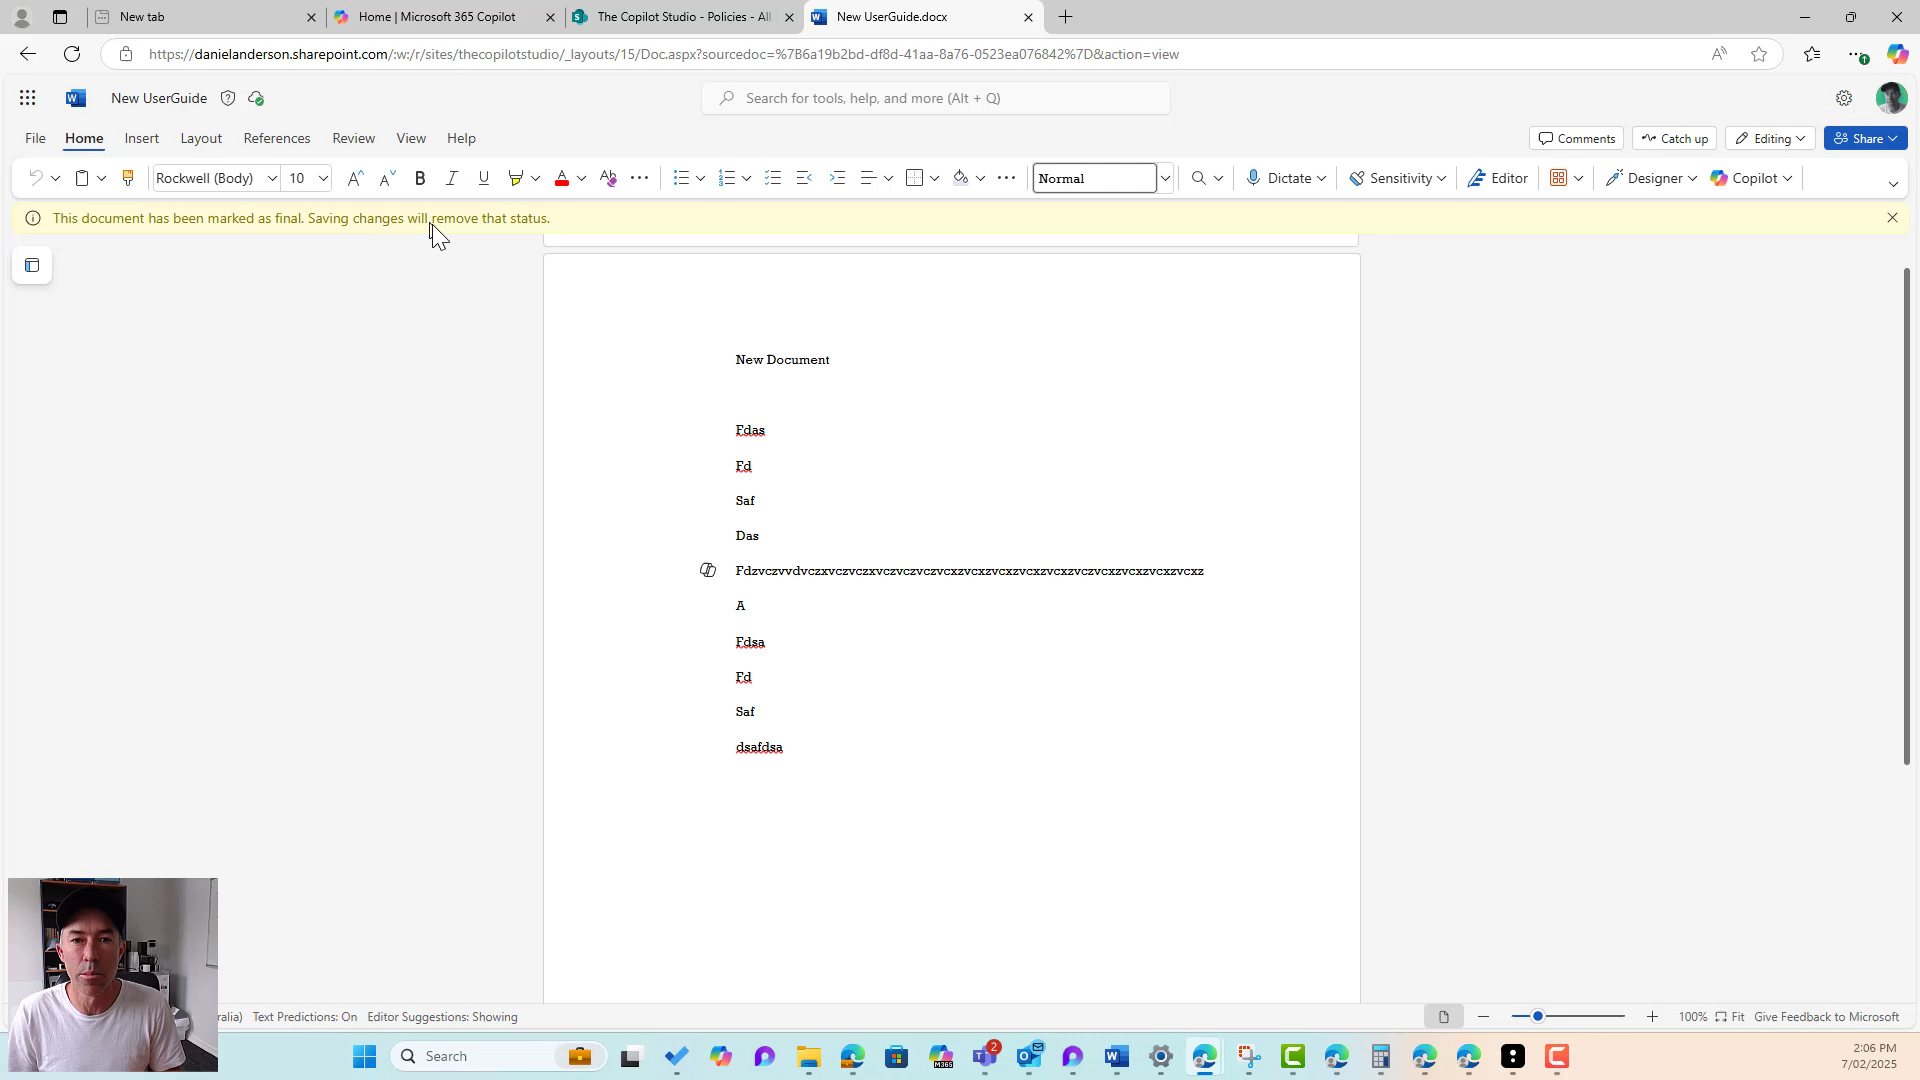 New tab
Home | Microsoft 365 Copilot
The Copilot Studio - Policies - All
New UserGuide.docx
https://danielanderson.sharepoint.com/:w:/r/sites/thecopilotstudio/_layouts/15/Doc.aspx?sourcedoc=%7B6a19b2bd-df8d-41aa-8a76-0523ea076842%7D&action=view
New UserGuide
Search for tools, help, and more (Alt + Q)
File Home Insert Layout References Review View Help
Comments Catch up Editing Share
Rockwell (Body) 10 Normal Dictate Sensitivity Editor Designer Copilot
This document has been marked as final. Saving changes will remove that status.
New Document
Fdas
Fd
Saf
Das
A
Fdsa
Fd
Saf
dsafdsa
Text Predictions: On Editor Suggestions: Showing
100% Fit Give Feedback to Microsoft
Search
M365
2
2:06 PM
7/02/2025